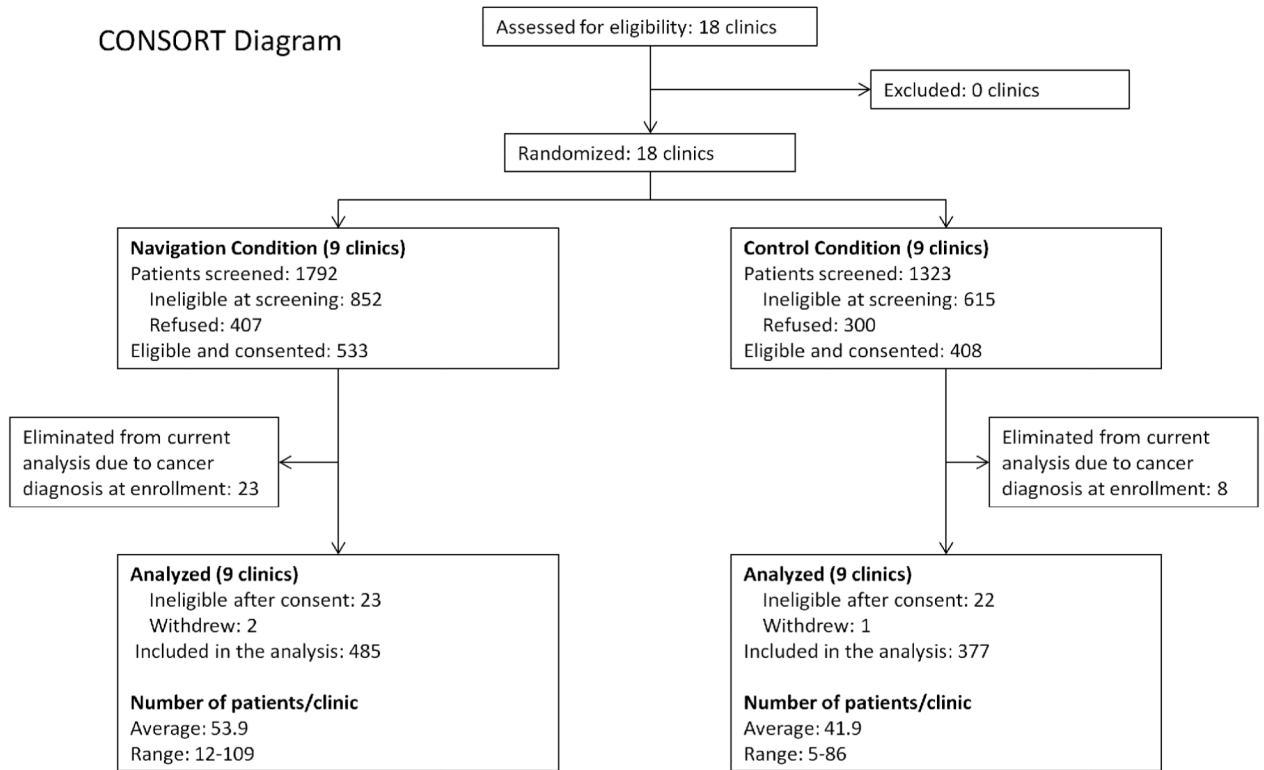 CONSORT Diagram
Assessed for eligibility: 18 clinics
Excluded: 0 clinics
Randomized: 18 clinics
Navigation Condition (9 clinics)
Patients screened: 1792
Ineligible at screening: 852
Refused: 407
Eligible and consented: 533
Control Condition (9 clinics)
Patients screened: 1323
Ineligible at screening: 615
Refused: 300
Eligible and consented: 408
Eliminated from current
analysis due to cancer
diagnosis at enrollment: 23
Eliminated from current
analysis due to cancer
diagnosis at enrollment: 8
Analyzed (9 clinics)
Ineligible after consent: 23
Withdrew: 2
Included in the analysis: 485
Number of patients/clinic
Average: 53.9
Range: 12-109
Analyzed (9 clinics)
Ineligible after consent: 22
Withdrew: 1
Included in the analysis: 377
Number of patients/clinic
Average: 41.9
Range: 5-86